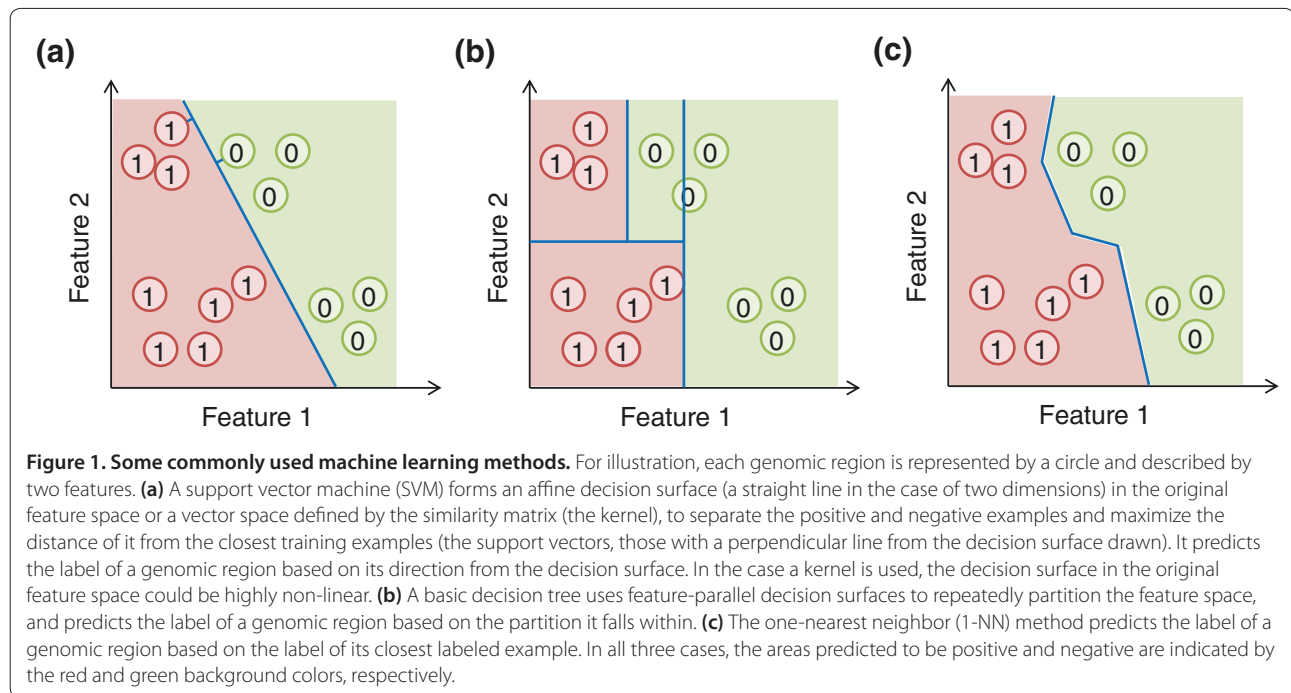 (a)
(b)
(c)
1
1
1
0
0
0
1
1
1
1
1
0
0
0
Feature 2
Feature 1
1
1
1
0
0
0
1
1
1
1
1
0
0
0
Feature 2
Feature 1
1
1
1
0
0
0
1
1
1
1
1
0
0
0
Feature 2
Feature 1
Figure 1. Some commonly used machine learning methods. For illustration, each genomic region is represented by a circle and described by
two features. (a) A support vector machine (SVM) forms an affine decision surface (a straight line in the case of two dimensions) in the original
feature space or a vector space defined by the similarity matrix (the kernel), to separate the positive and negative examples and maximize the
distance of it from the closest training examples (the support vectors, those with a perpendicular line from the decision surface drawn). It predicts
the label of a genomic region based on its direction from the decision surface. In the case a kernel is used, the decision surface in the original
feature space could be highly non-linear. (b) A basic decision tree uses feature-parallel decision surfaces to repeatedly partition the feature space,
and predicts the label of a genomic region based on the partition it falls within. (c) The one-nearest neighbor (1-NN) method predicts the label of a
genomic region based on the label of its closest labeled example. In all three cases, the areas predicted to be positive and negative are indicated by
the red and green background colors, respectively.